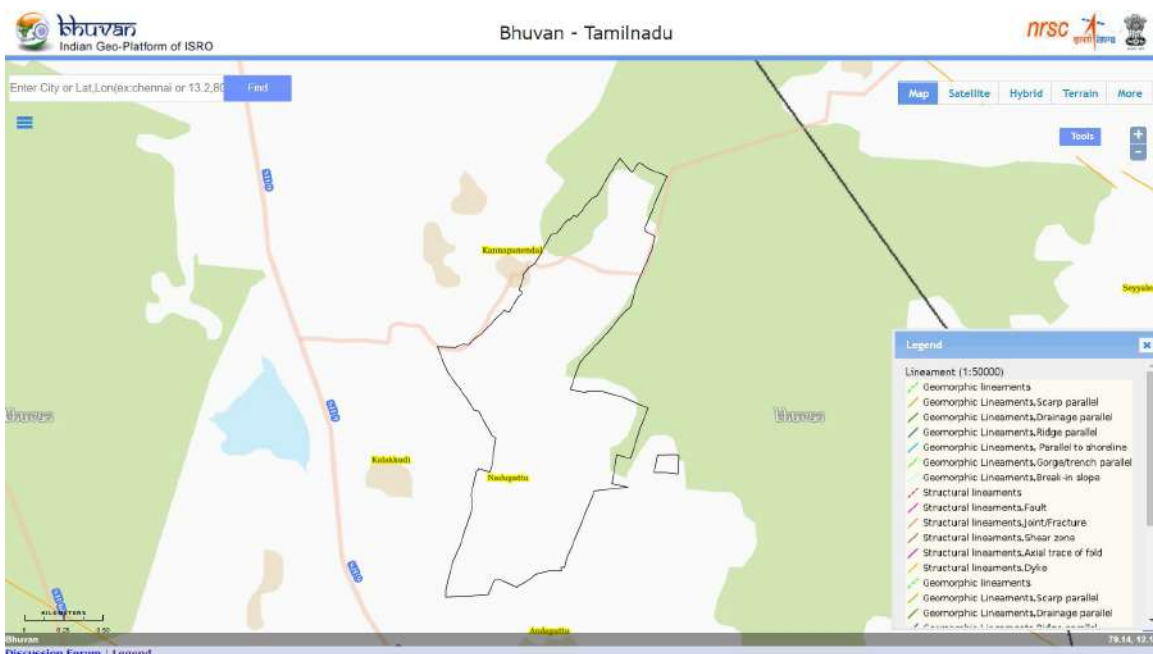 bhuvan
Indian Geo-Platform of ISRO
Bhuvan - Tamilnadu
nrsc
Enter City or Lat,Lon(ex:chennai or 13.2,80
Find
Map
Satellite
Hybrid
Terrain
More
Tools
+
-
Kannapanendal
Kalakkudi
Nadupattu
Andapattu
Legend
Lineament (1:50000)
Geomorphic lineaments
Geomorphic Lineaments,Scarp parallel
Geomorphic Lineaments,Drainage parallel
Geomorphic Lineaments,Ridge parallel
Geomorphic Lineaments, Parallel to shoreline
Geomorphic Lineaments,Gorge/trench parallel
Geomorphic Lineaments,Break-in slope
Structural lineaments
Structural lineaments,Fault
Structural lineaments,Joint/Fracture
Structural lineaments,Shear zone
Structural lineaments,Axial trace of fold
Structural lineaments,Dyke
Geomorphic lineaments
Geomorphic Lineaments,Scarp parallel
Geomorphic Lineaments,Drainage parallel
KILOMETERS
Bhuvan
Discussion Forum | Legend